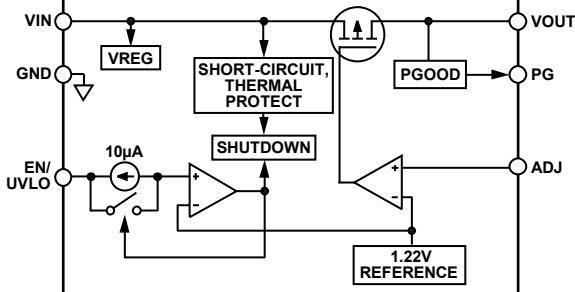 VIN
VOUT
VREG
GND
SHORT-CIRCUIT,
THERMAL
PROTECT
PGOOD
PG
SHUTDOWN
10µA
EN/
UVLO
+
–
+
–
ADJ
1.22V
REFERENCE